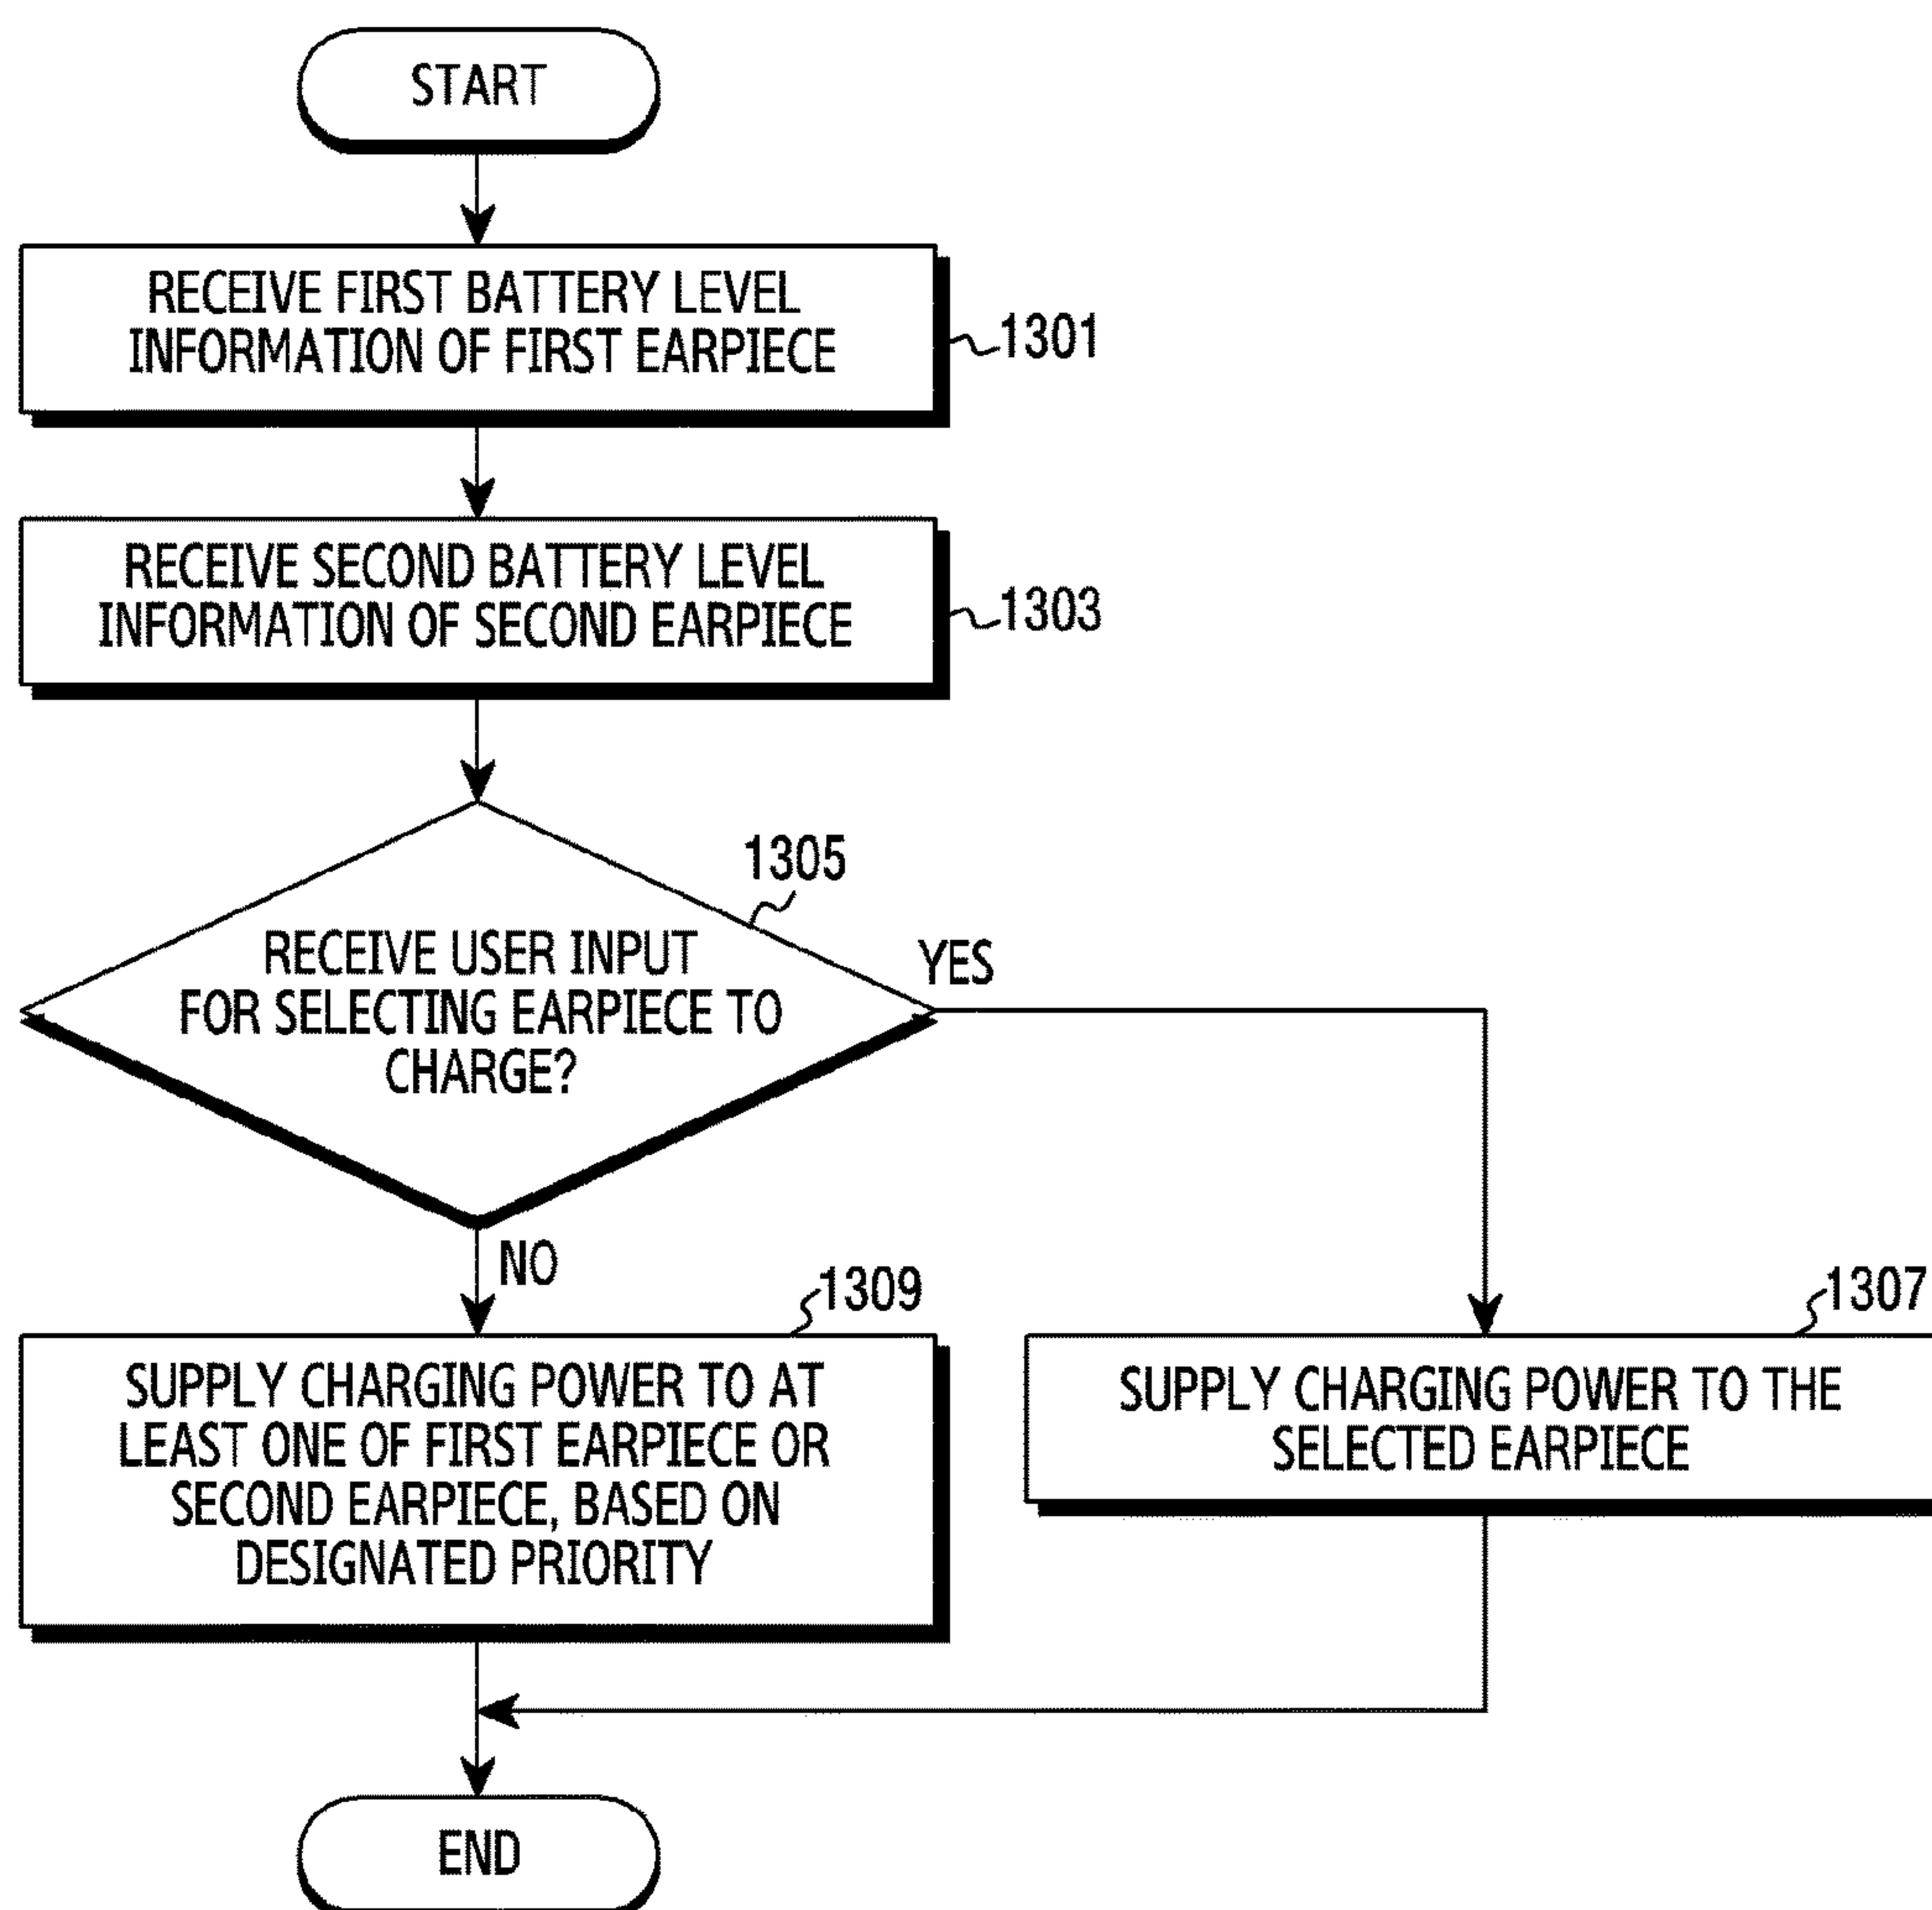 START
RECEIVE FIRST BATTERY LEVEL
INFORMATION OF FIRST EARPIECE
1301
RECEIVE SECOND BATTERY LEVEL
INFORMATION OF SECOND EARPIECE
1303
1305
RECEIVE USER INPUT
FOR SELECTING EARPIECE TO
CHARGE?
YES
NO
1309
SUPPLY CHARGING POWER TO AT
LEAST ONE OF FIRST EARPIECE OR
SECOND EARPIECE, BASED ON
DESIGNATED PRIORITY
1307
SUPPLY CHARGING POWER TO THE
SELECTED EARPIECE
END